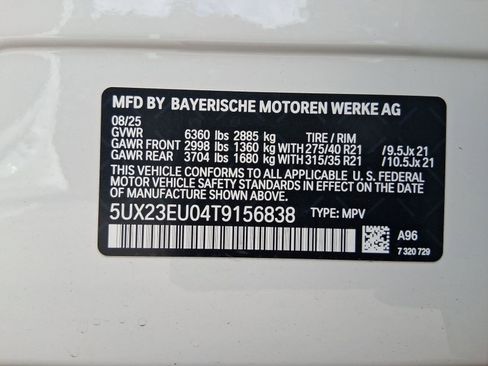 MFD BY BAYERISCHE MOTOREN WERKE AG
08/25
GVWR 6360 lbs 2885 kg TIRE / RIM
GAWR FRONT 2998 lbs 1360 kg WITH 275/40 R21 /9.5Jx 21
GAWR REAR 3704 lbs 1680 kg WITH 315/35 R21 /10.5Jx 21
THIS VEHICLE CONFORMS TO ALL APPLICABLE U. S. FEDERAL
MOTOR VEHICLE SAFETY STANDARDS IN EFFECT ON THE DATE
OF MANUFACTURE SHOWN ABOVE.
5UX23EU04T9156838 TYPE: MPV
A96
7 320 729